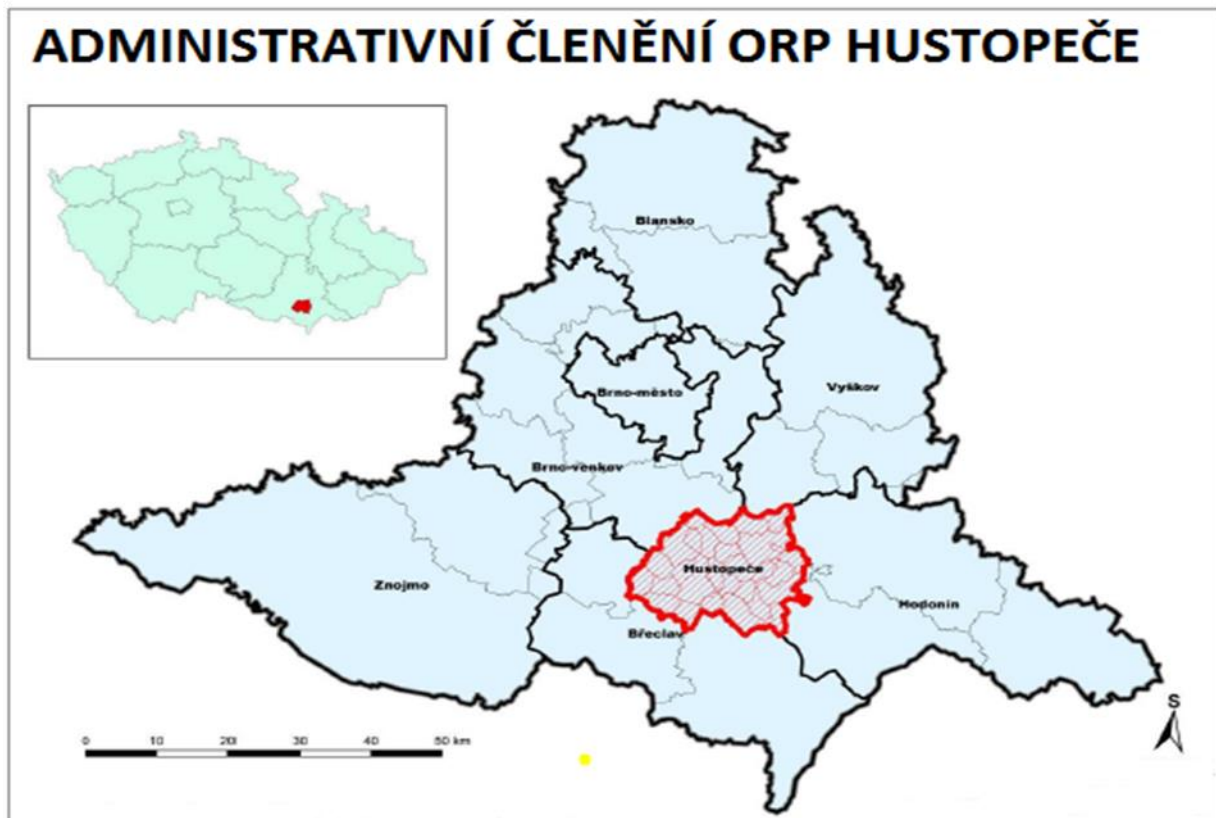 ADMINISTRATIVNÍ ČLENĚNÍ ORP HUSTOPEČE
Blansko
Vyškov
Brno-město
Brno-venkov
Hustopeče
Znojmo
Hodonín
Břeclav
S
0 10 20 30 40 50 km